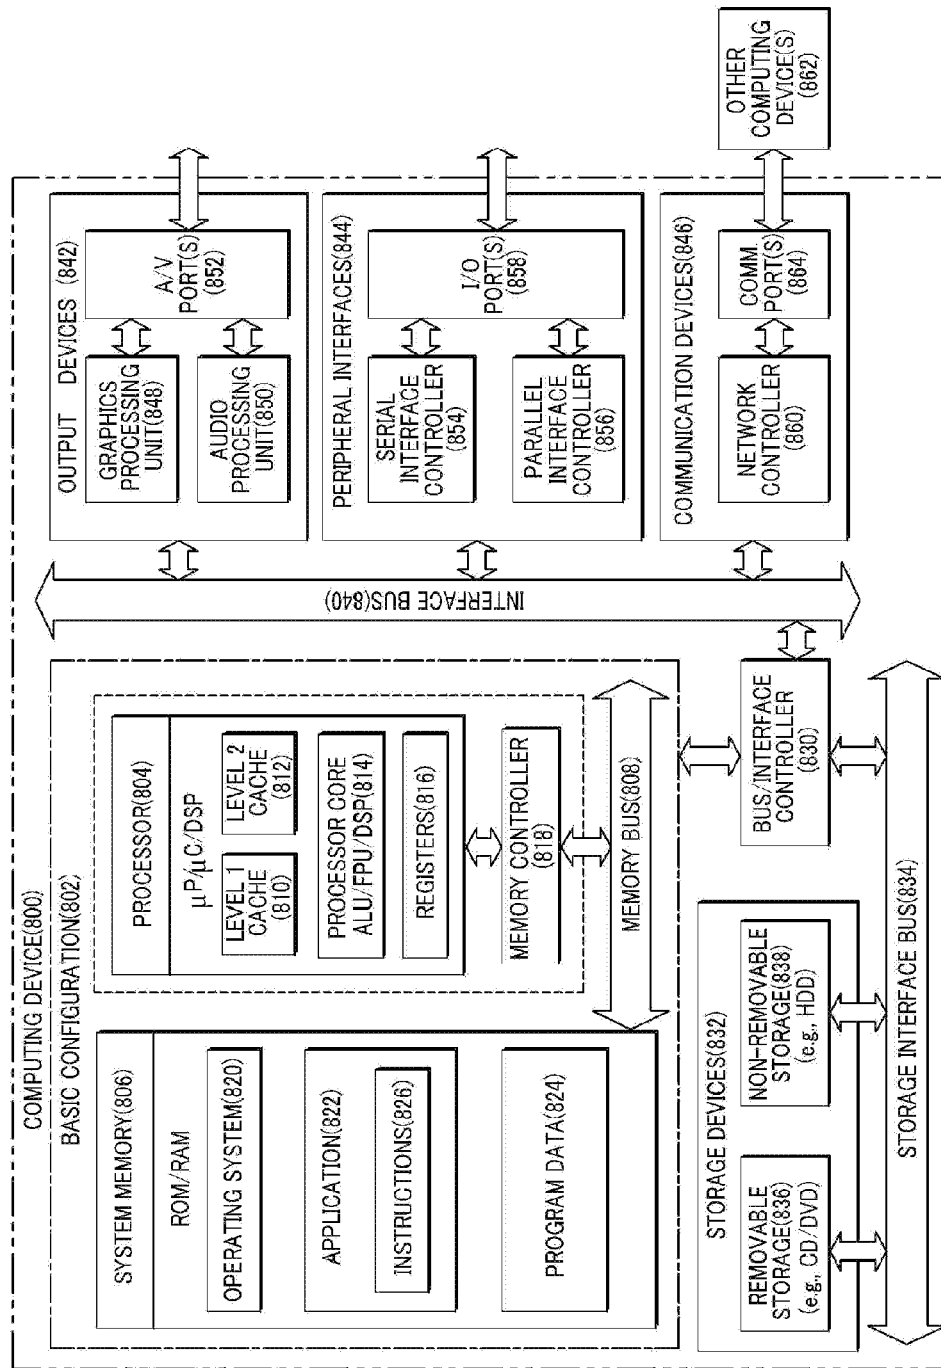 COMPUTING DEVICE(800)
BASIC CONFIGURATION(802)
SYSTEM MEMORY(806)
ROM/RAM
OPERATING SYSTEM(820)
APPLICATION(822)
INSTRUCTIONS(826)
PROGRAM DATA(824)
PROCESSOR(804)
μP/μC/DSP
LEVEL 1
CACHE
(810)
LEVEL 2
CACHE
(812)
PROCESSOR CORE
ALU/FPU/DSP(814)
REGISTERS(816)
MEMORY CONTROLLER
(818)
MEMORY BUS(808)
BUS/INTERFACE
CONTROLLER
(830)
STORAGE DEVICES(832)
REMOVABLE
STORAGE(836)
(e.g., CD/DVD)
NON-REMOVABLE
STORAGE(838)
(e.g., HDD)
STORAGE INTERFACE BUS(834)
INTERFACE BUS(840)
OUTPUT DEVICES (842)
GRAPHICS
PROCESSING
UNIT(848)
AUDIO
PROCESSING
UNIT(850)
A/V
PORT(S)
(852)
PERIPHERAL INTERFACES(844)
SERIAL
INTERFACE
CONTROLLER
(854)
PARALLEL
INTERFACE
CONTROLLER
(856)
I/O
PORT(S)
(858)
COMMUNICATION DEVICES(846)
NETWORK
CONTROLLER
(860)
COMM.
PORT(S)
(864)
OTHER
COMPUTING
DEVICE(S)
(862)